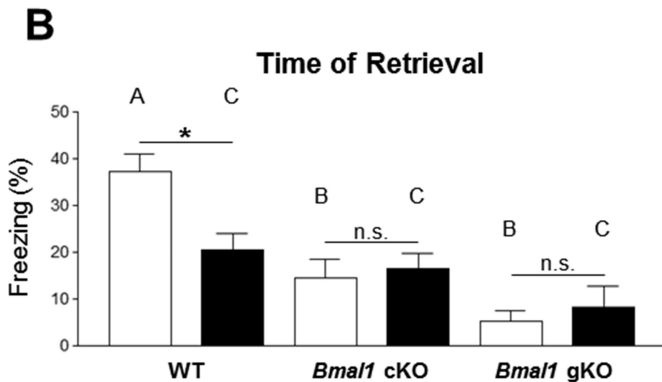 B
Time of Retrieval
A C
50
*
40
Freezing (%)
30
B C
n.s.
20
B C
n.s.
10
0
WT Bmal1 cKO Bmal1 gKO